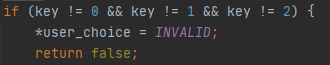 if (key != 0 && key != 1 && key != 2) {
    *user_choice = INVALID;
    return false;